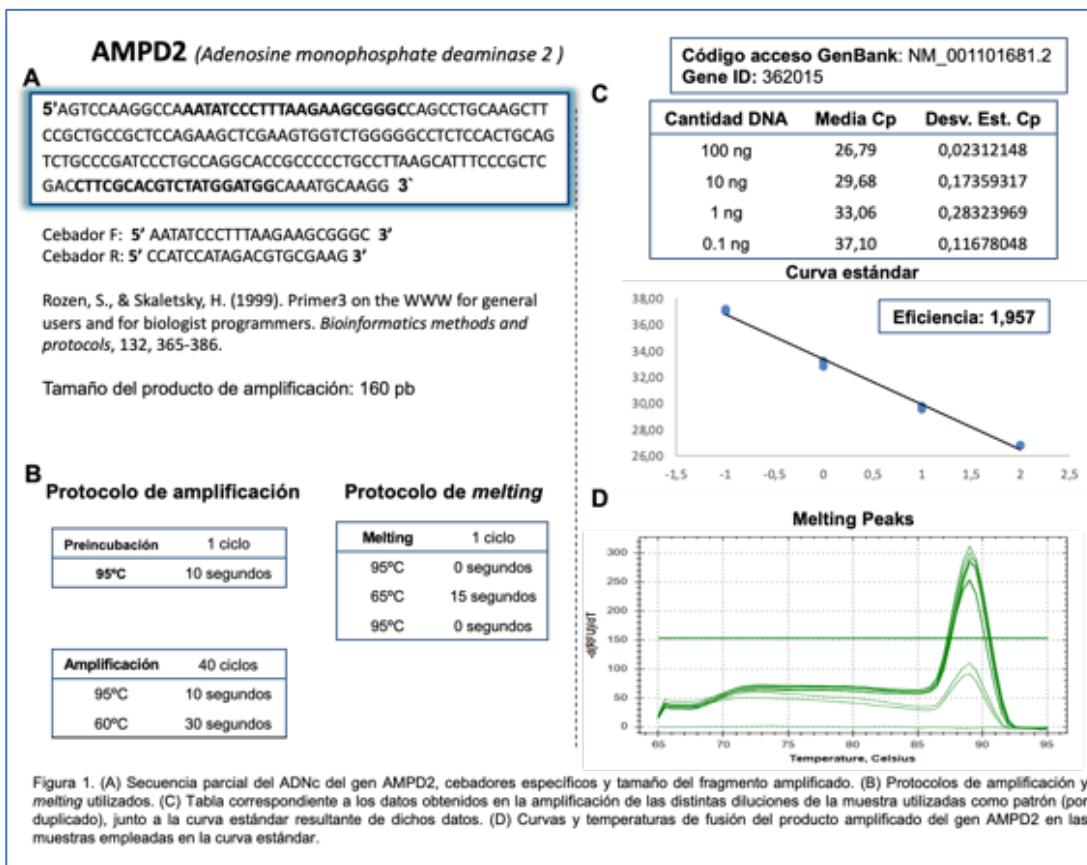 AMPD2 (Adenosine monophosphate deaminase 2 )
A
5'AGTCCAAGGCCAAATATCCCTTTAAGAAGCGGGCCAGCCTGCAAGCTT
CCGCTGCCGCTCCAGAAGCTCGAAGTGGTCTGGGGGCCTCTCCACTGCAG
TCTGCCCGATCCCTGCCAGGCACCGCCCCCTGCCTTAAGCATTTCCCGCTC
GACCTTCGCACGTCTATGGATGGCAAATGCAAGG 3`
Cebador F: 5’ AATATCCCTTTAAGAAGCGGGC 3’
Cebador R: 5’ CCATCCATAGACGTGCGAAG 3’
Rozen, S., & Skaletsky, H. (1999). Primer3 on the WWW for general
users and for biologist programmers. Bioinformatics methods and
protocols, 132, 365-386.
Tamaño del producto de amplificación: 160 pb
B
Protocolo de amplificación
Preincubación 1 ciclo
95ºC 10 segundos
Amplificación 40 ciclos
95ºC 10 segundos
60ºC 30 segundos
Protocolo de melting
Melting 1 ciclo
95ºC 0 segundos
65ºC 15 segundos
95ºC 0 segundos
Código acceso GenBank: NM_001101681.2
Gene ID: 362015
C
Cantidad DNA Media Cp Desv. Est. Cp
100 ng 26,79 0,02312148
10 ng 29,68 0,17359317
1 ng 33,06 0,28323969
0.1 ng 37,10 0,11678048
Curva estándar
Eficiencia: 1,957
38,00
36,00
34,00
32,00
30,00
28,00
26,00
-1,5 -1 -0,5 0 0,5 1 1,5 2 2,5
D
Melting Peaks
-d(RFU)/dT
300
250
200
150
100
50
0
65 70 75 80 85 90 95
Temperature, Celsius
Figura 1. (A) Secuencia parcial del ADNc del gen AMPD2, cebadores específicos y tamaño del fragmento amplificado. (B) Protocolos de amplificación y
melting utilizados. (C) Tabla correspondiente a los datos obtenidos en la amplificación de las distintas diluciones de la muestra utilizadas como patrón (por
duplicado), junto a la curva estándar resultante de dichos datos. (D) Curvas y temperaturas de fusión del producto amplificado del gen AMPD2 en las
muestras empleadas en la curva estándar.